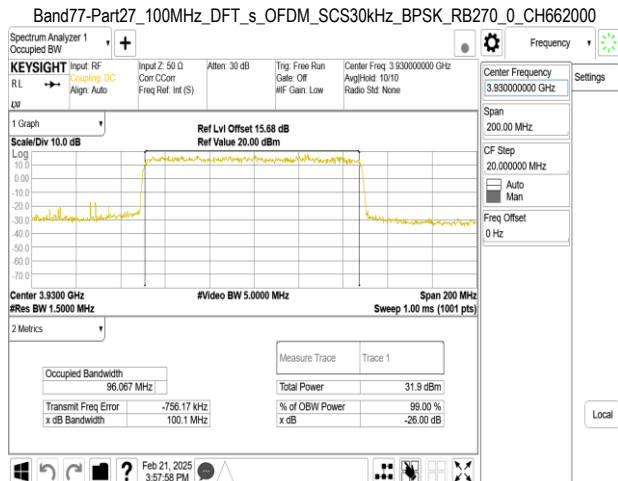 Band77-Part27_100MHz_DFT_s_OFDM_SCS30kHz_BPSK_RB270_0_CH662000
Spectrum Analyzer 1
Occupied BW
+
Frequency
KEYSIGHT
RL
Input: RF
Coupling: DC
Align: Auto
Input Z: 50 Ω
Corr CCorr
Freq Ref: Int (S)
Atten: 30 dB
Trig: Free Run
Gate: Off
#IF Gain: Low
Center Freq: 3.930000000 GHz
Avg|Hold: 10/10
Radio Std: None
Center Frequency
3.930000000 GHz
Settings
Span
200.00 MHz
CF Step
20.000000 MHz
Auto
Man
Freq Offset
0 Hz
Local
1 Graph
Scale/Div 10.0 dB
Ref Lvl Offset 15.68 dB
Ref Value 20.00 dBm
Log
10.0
0.00
-10.0
-20.0
-30.0
-40.0
-50.0
-60.0
-70.0
Center 3.9300 GHz
#Video BW 5.0000 MHz
Span 200 MHz
#Res BW 1.5000 MHz
Sweep 1.00 ms (1001 pts)
2 Metrics
Measure Trace Trace 1
Occupied Bandwidth
96.067 MHz
Total Power 31.9 dBm
Transmit Freq Error -756.17 kHz
% of OBW Power 99.00 %
x dB Bandwidth 100.1 MHz
x dB -26.00 dB
?
Feb 21, 2025
3:57:58 PM